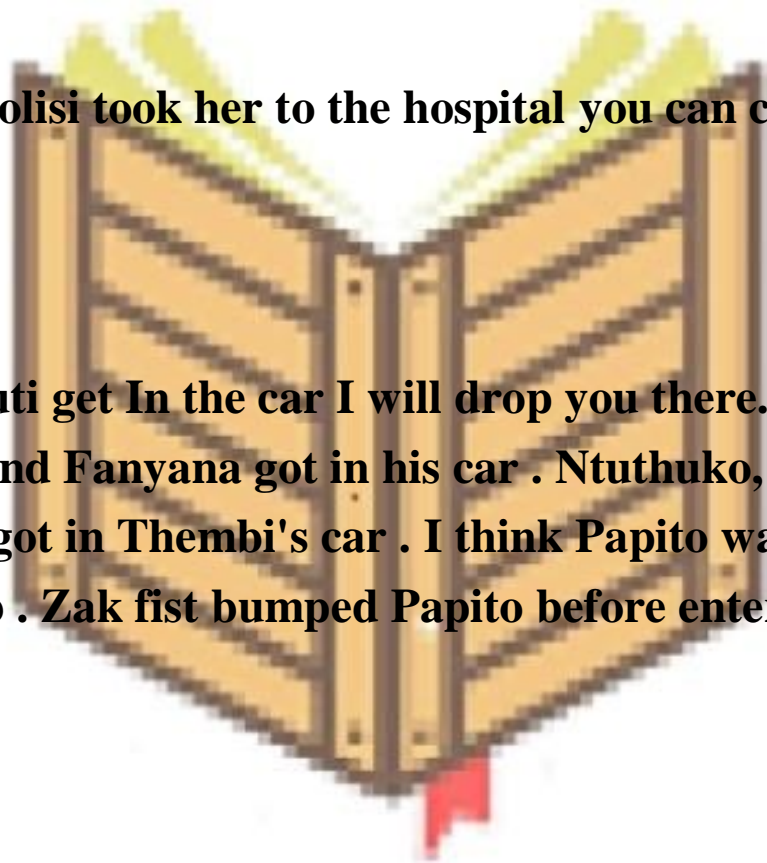 olisi took her to the hospital you can c
uti get In the car I will drop you there.
nd Fanyana got in his car . Ntuthuko,
got in Thembi's car . I think Papito wa
. Zak fist bumped Papito before ente